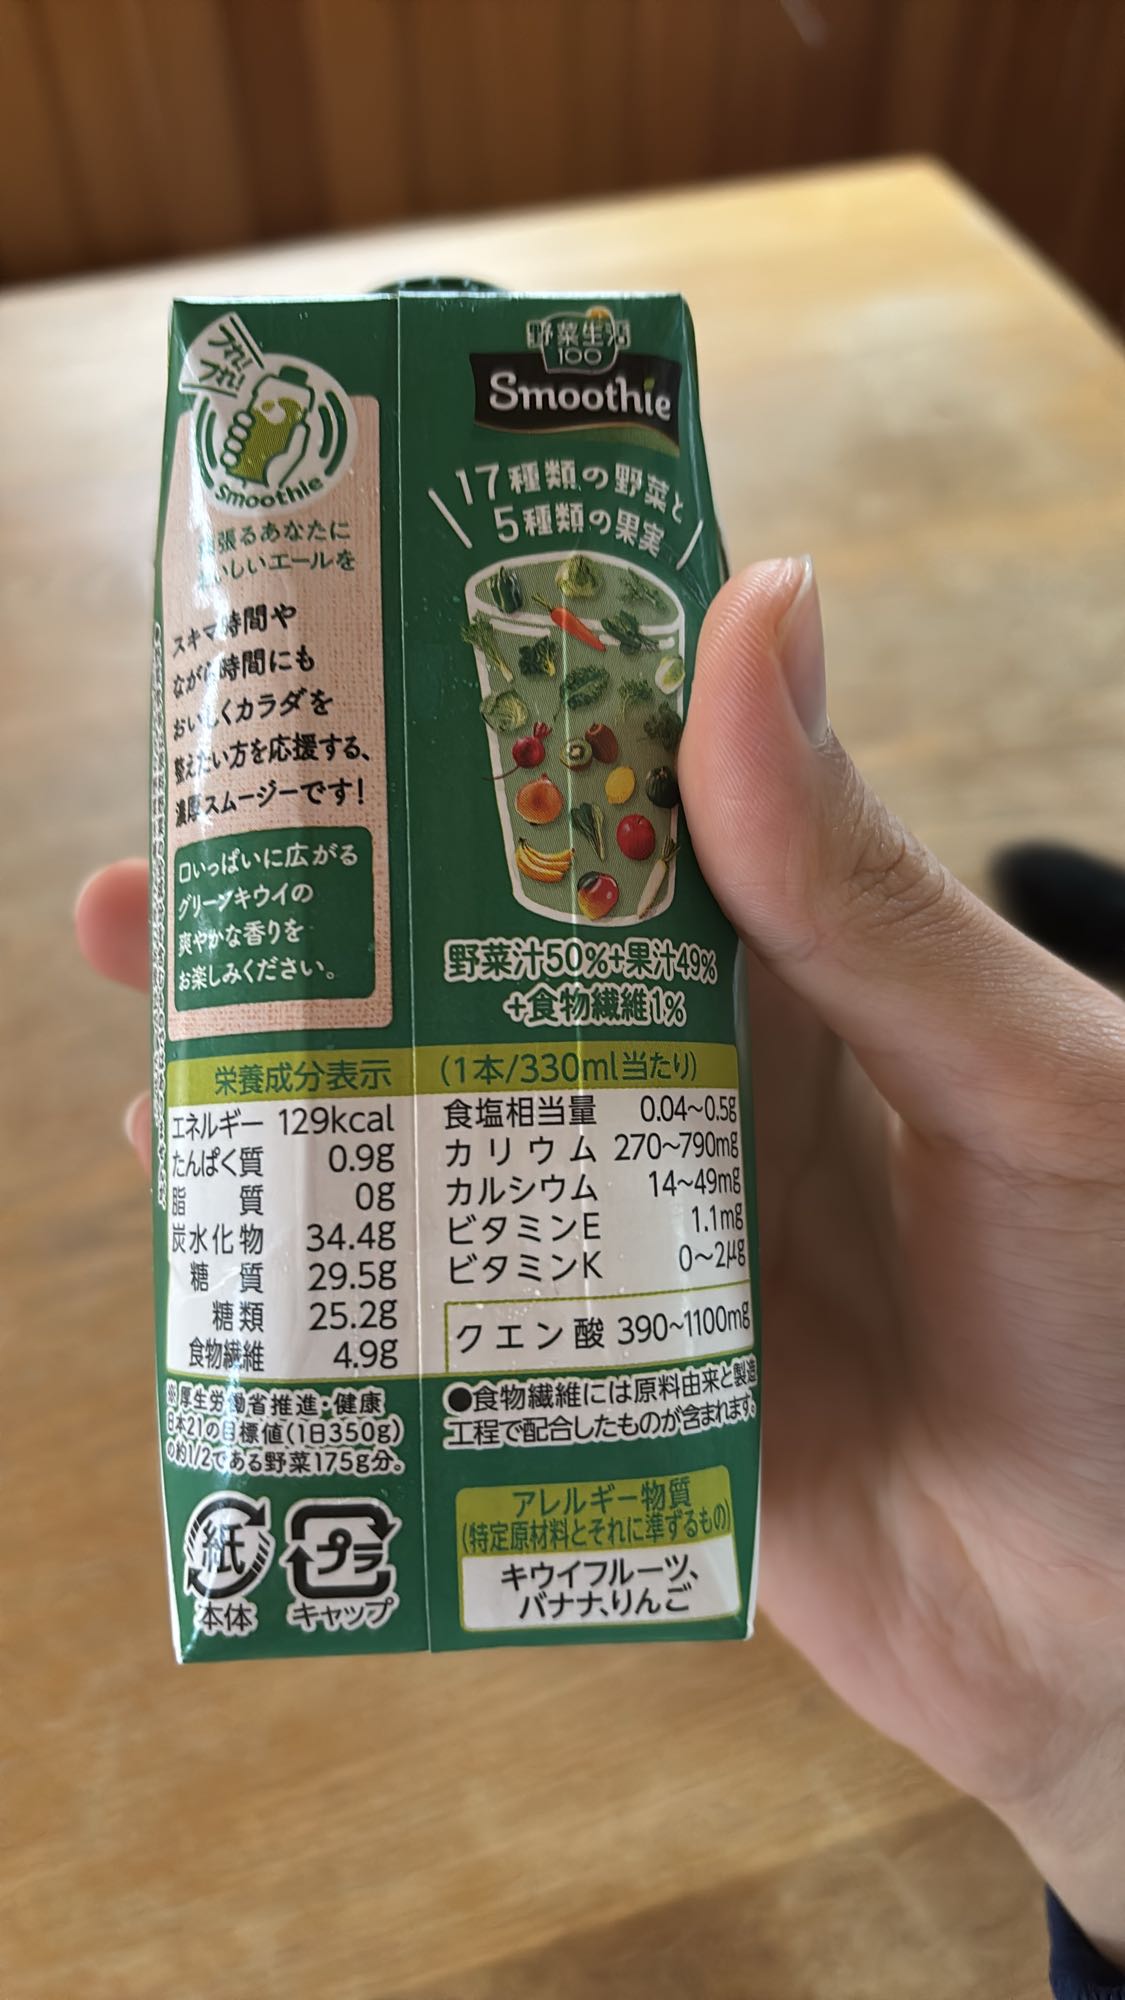 フレ!
フレ!
Smoothie
張るあなたに
いしいエールを
スキマ時間や
ながら時間にも
おいしくカラダを
整えたい方を応援する、
濃厚スムージーです!
口いっぱいに広がる
グリーンキウイの
爽やかな香りを
お楽しみください。
野菜生活
100
Smoothie
17種類の野菜と
5種類の果実
野菜汁50%+果汁49%
+食物繊維1%
栄養成分表示 (1本/330ml当たり)
エネルギー 129kcal
たんぱく質 0.9g
脂質 0g
炭水化物 34.4g
糖質 29.5g
糖類 25.2g
食物繊維 4.9g
食塩相当量 0.04~0.5g
カリウム 270~790mg
カルシウム 14~49mg
ビタミンE 1.1mg
ビタミンK 0~2μg
クエン酸 390~1100mg
※厚生労働省推進・健康
日本21の目標値(1日350g)
の約1/2である野菜175g分。
●食物繊維には原料由来と製造
工程で配合したものが含まれます。
紙
本体
プラ
キャップ
アレルギー物質
(特定原材料とそれに準ずるもの)
キウイフルーツ、
バナナ、りんご